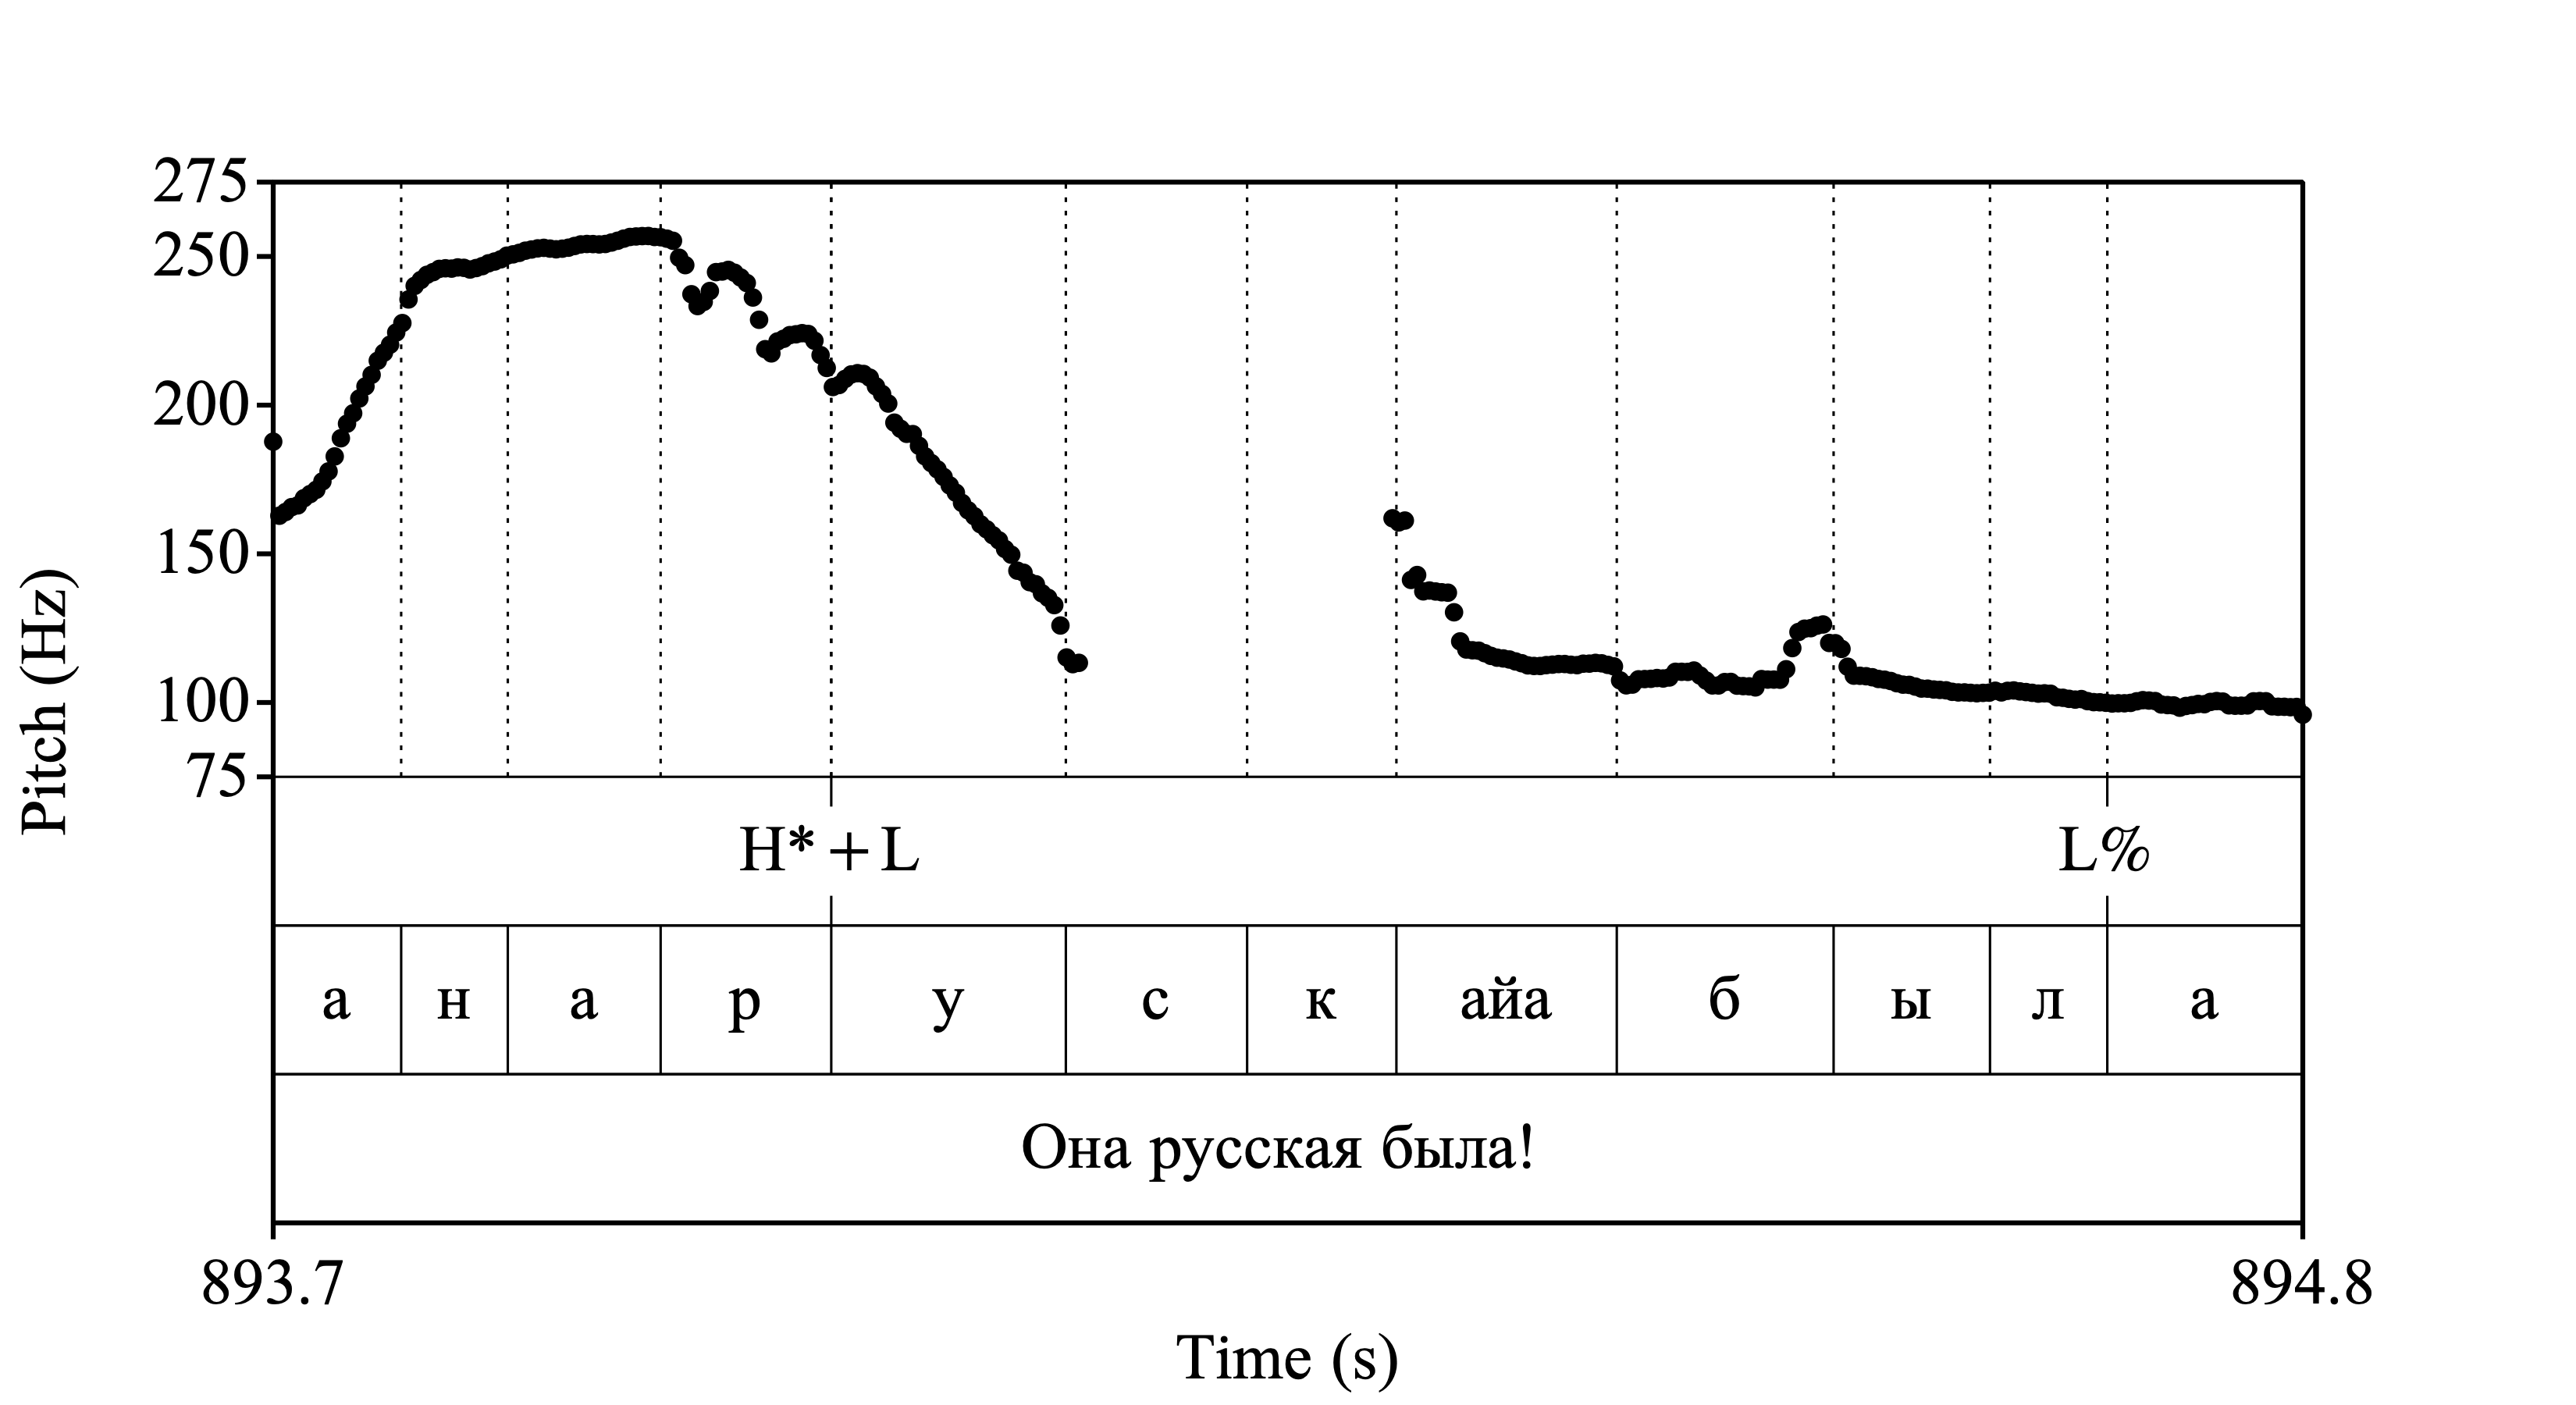 275
250
200
150
100
75
Pitch (Hz)
H* + L L%
а н а р у с к айа б ы л а
Она русская была!
893.7 894.8
Time (s)